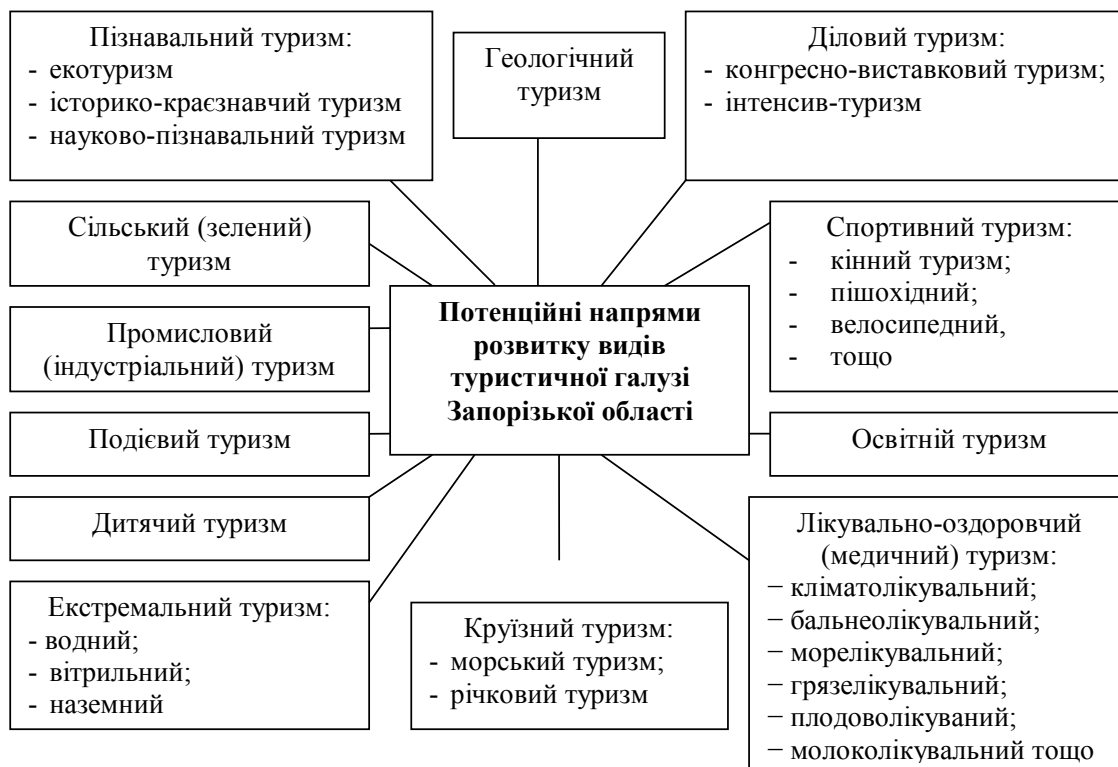 Пізнавальний туризм:
- екотуризм
- історико-краєзнавчий туризм
- науково-пізнавальний туризм
Геологічний
туризм
Діловий туризм:
- конгресно-виставковий туризм;
- інтенсив-туризм
Сільський (зелений)
туризм
Промисловий
(індустріальний) туризм
Подієвий туризм
Дитячий туризм
Екстремальний туризм:
- водний;
- вітрильний;
- наземний
Потенційні напрями
розвитку видів
туристичної галузі
Запорізької області
Круїзний туризм:
- морський туризм;
- річковий туризм
Спортивний туризм:
- кінний туризм;
- пішохідний;
- велосипедний,
- тощо
Освітній туризм
Лікувально-оздоровчий
(медичний) туризм:
− кліматолікувальний;
− бальнеолікувальний;
− морелікувальний;
− грязелікувальний;
− плодоволікуваний;
− молоколікувальний тощо